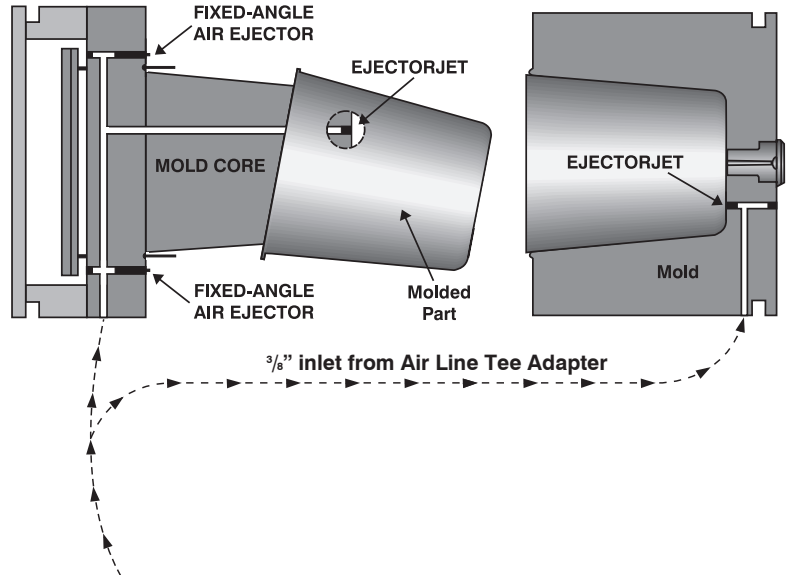 FIXED-ANGLE
AIR EJECTOR
EJECTORJET
MOLD CORE
EJECTORJET
Mold
FIXED-ANGLE
AIR EJECTOR
Molded
Part
3/8” inlet from Air Line Tee Adapter